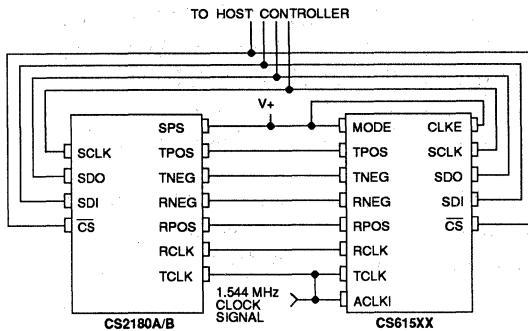 TO HOST CONTROLLER
V+
SPS MODE CLKE
SCLK TPOS TPOS SCLK
SDO TNEG TNEG SDO
SDI RNEG RNEG SDI
CS RPOS RPOS CS
RCLK RCLK
TCLK TCLK
1.544 MHz
CLOCK
SIGNAL
ACLKI
CS2180A/B CS615XX